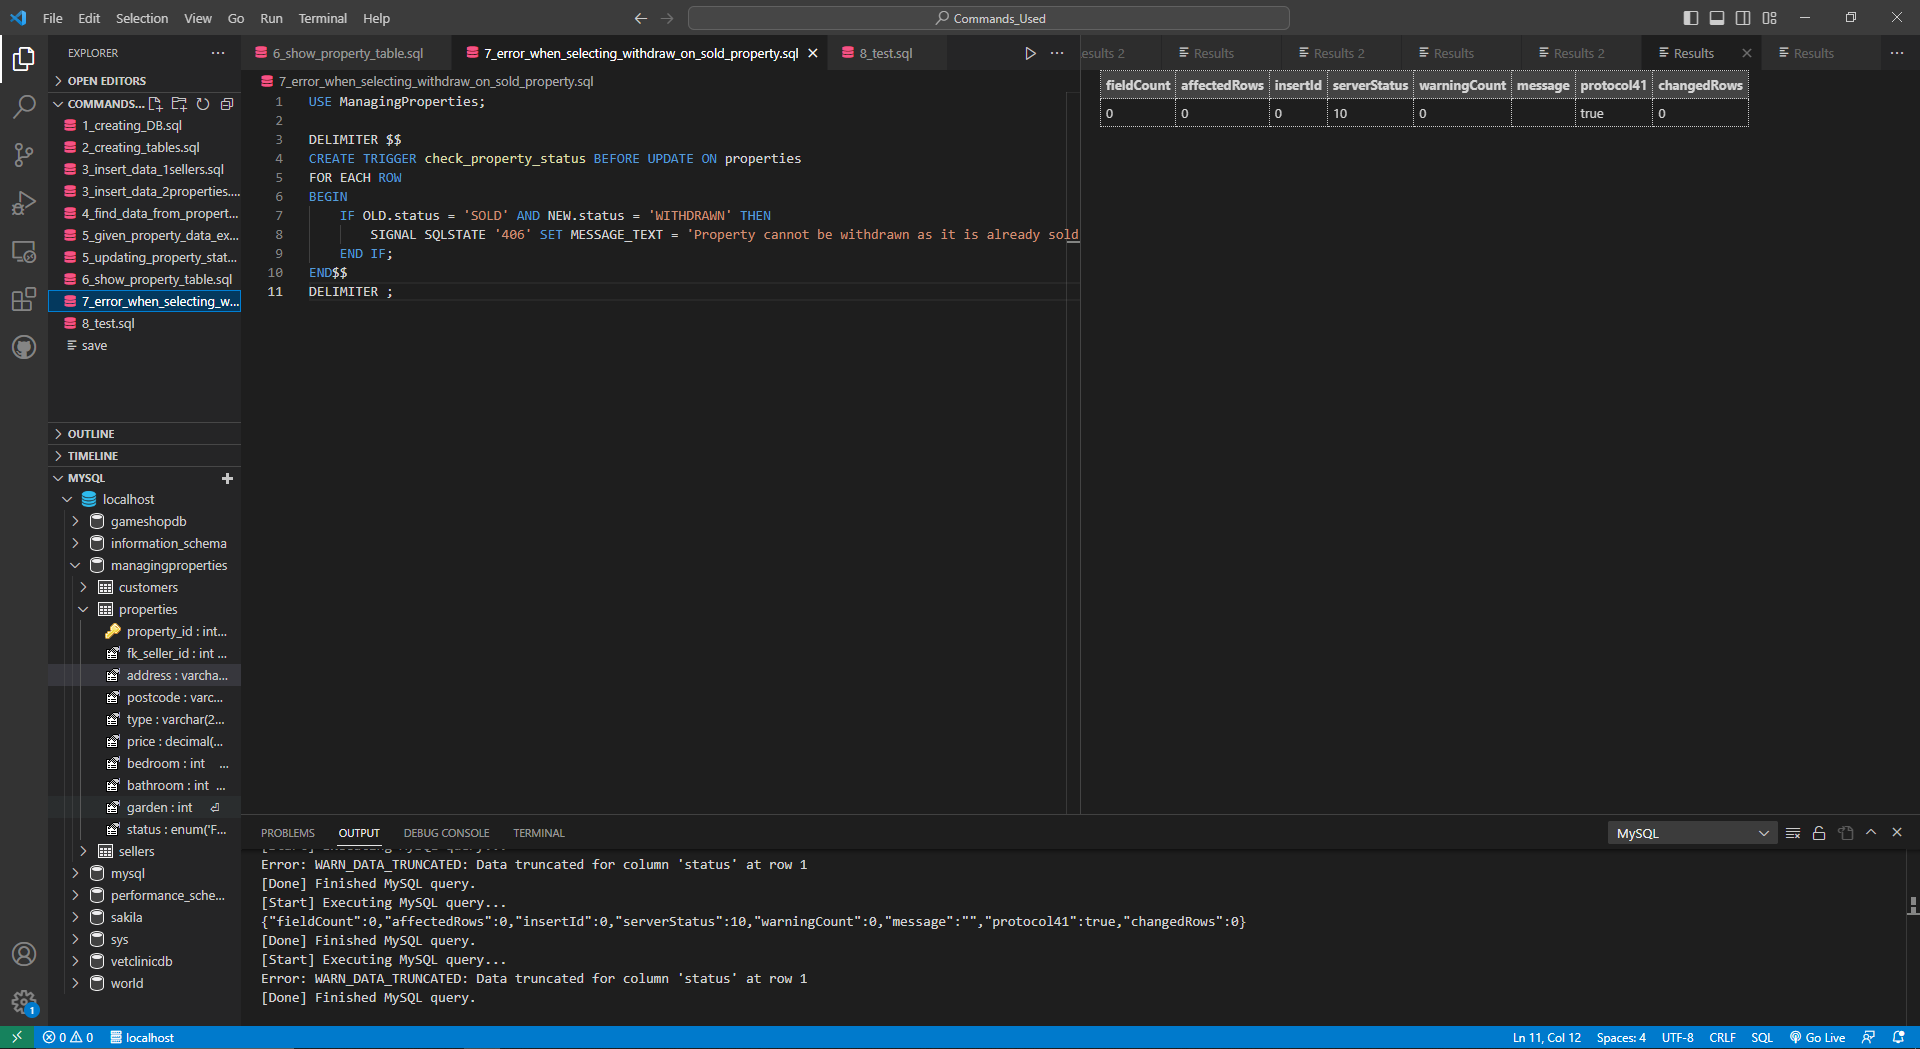 File Edit Selection View Go Run Terminal Help
Commands_Used
EXPLORER
OPEN EDITORS
COMMANDS...
1_creating_DB.sql
2_creating_tables.sql
3_insert_data_1sellers.sql
3_insert_data_2properties....
4_find_data_from_propert...
5_given_property_data_ex...
5_updating_property_stat...
6_show_property_table.sql
7_error_when_selecting_w...
8_test.sql
save
OUTLINE
TIMELINE
MYSQL
localhost
gameshopdb
information_schema
managingproperties
customers
properties
property_id : int...
fk_seller_id : int ...
address : varcha...
postcode : varc...
type : varchar(2...
price : decimal(...
bedroom : int ...
bathroom : int ...
garden : int
status : enum('F...
sellers
mysql
performance_sche...
sakila
sys
vetclinicdb
world
6_show_property_table.sql 7_error_when_selecting_withdraw_on_sold_property.sql 8_test.sql
7_error_when_selecting_withdraw_on_sold_property.sql
1 USE ManagingProperties;
2
3 DELIMITER $$
4 CREATE TRIGGER check_property_status BEFORE UPDATE ON properties
5 FOR EACH ROW
6 BEGIN
7 IF OLD.status = 'SOLD' AND NEW.status = 'WITHDRAWN' THEN
8 SIGNAL SQLSTATE '406' SET MESSAGE_TEXT = 'Property cannot be withdrawn as it is already sold
9 END IF;
10 END$$
11 DELIMITER ;
esults 2 Results Results 2 Results Results 2 Results Results
fieldCount affectedRows insertId serverStatus warningCount message protocol41 changedRows
0 0 0 10 0 true 0
PROBLEMS OUTPUT DEBUG CONSOLE TERMINAL
MySQL
[Start] Executing MySQL query...
Error: WARN_DATA_TRUNCATED: Data truncated for column 'status' at row 1
[Done] Finished MySQL query.
[Start] Executing MySQL query...
{"fieldCount":0,"affectedRows":0,"insertId":0,"serverStatus":10,"warningCount":0,"message":"","protocol41":true,"changedRows":0}
[Done] Finished MySQL query.
[Start] Executing MySQL query...
Error: WARN_DATA_TRUNCATED: Data truncated for column 'status' at row 1
[Done] Finished MySQL query.
1
0 0 localhost
Ln 11, Col 12 Spaces: 4 UTF-8 CRLF SQL Go Live